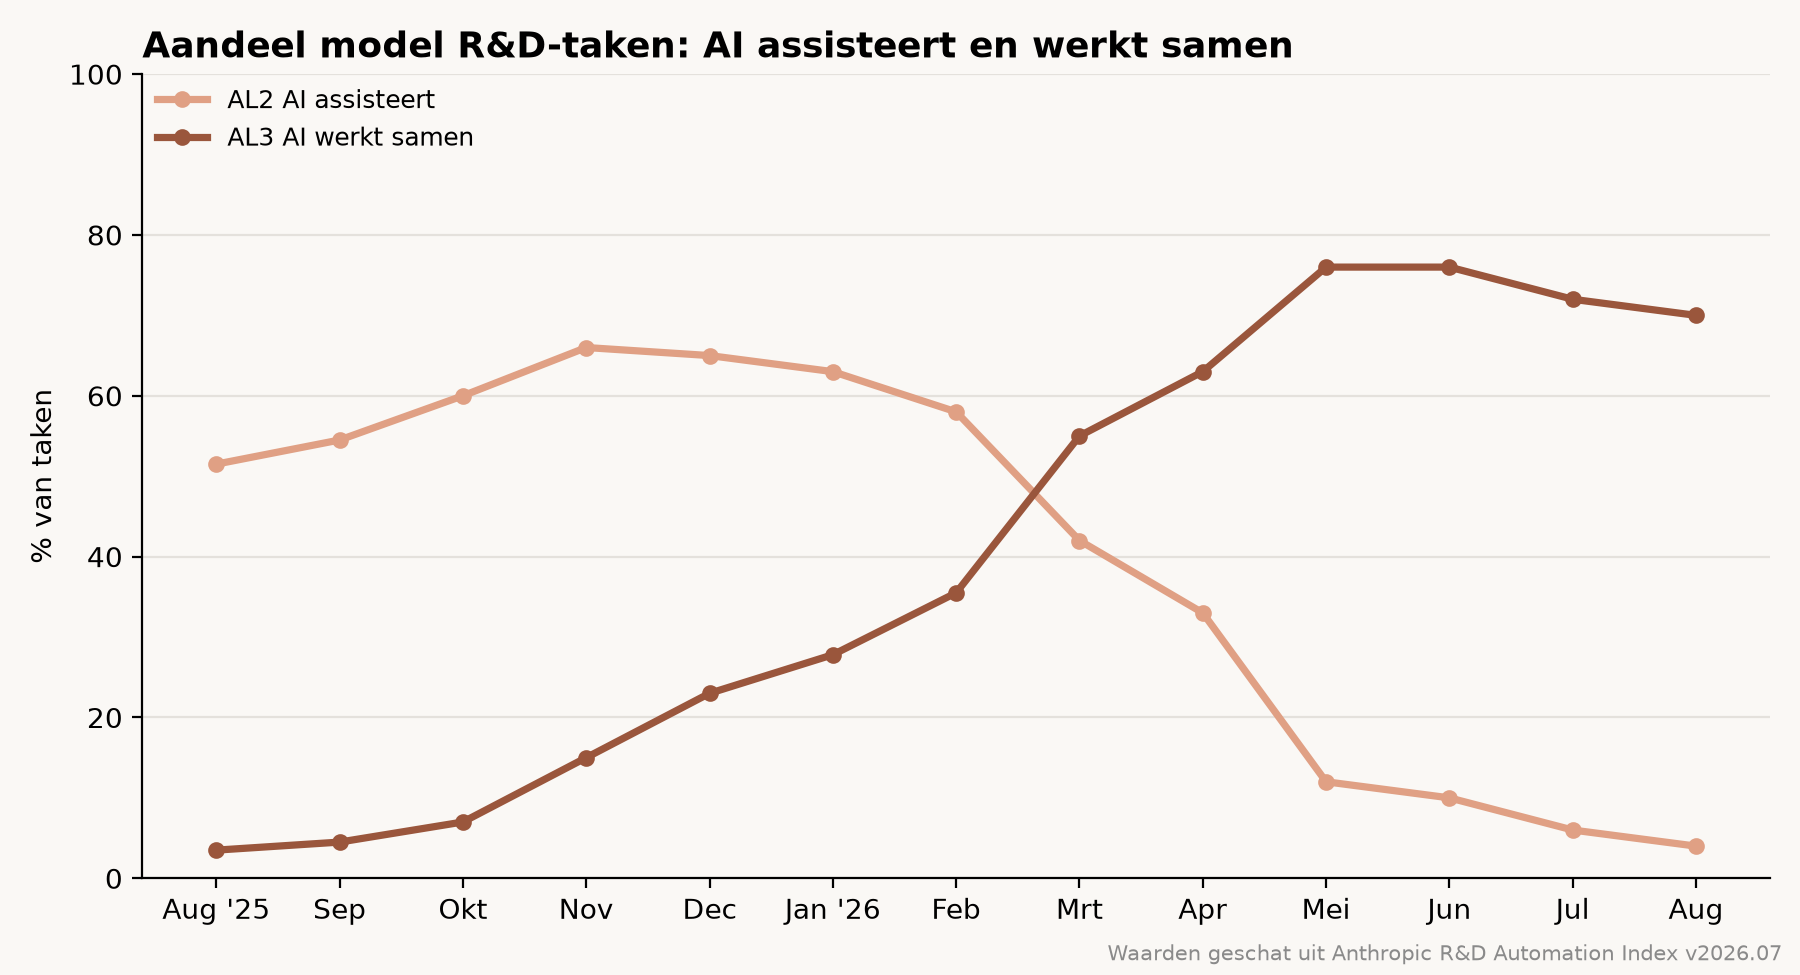 Aandeel model R&D-taken: AI assisteert en werkt samen
AL2 AI assisteert
AL3 AI werkt samen
% van taken
100
80
60
40
20
0
Aug '25 Sep Okt Nov Dec Jan '26 Feb Mrt Apr Mei Jun Jul Aug
Waarden geschat uit Anthropic R&D Automation Index v2026.07